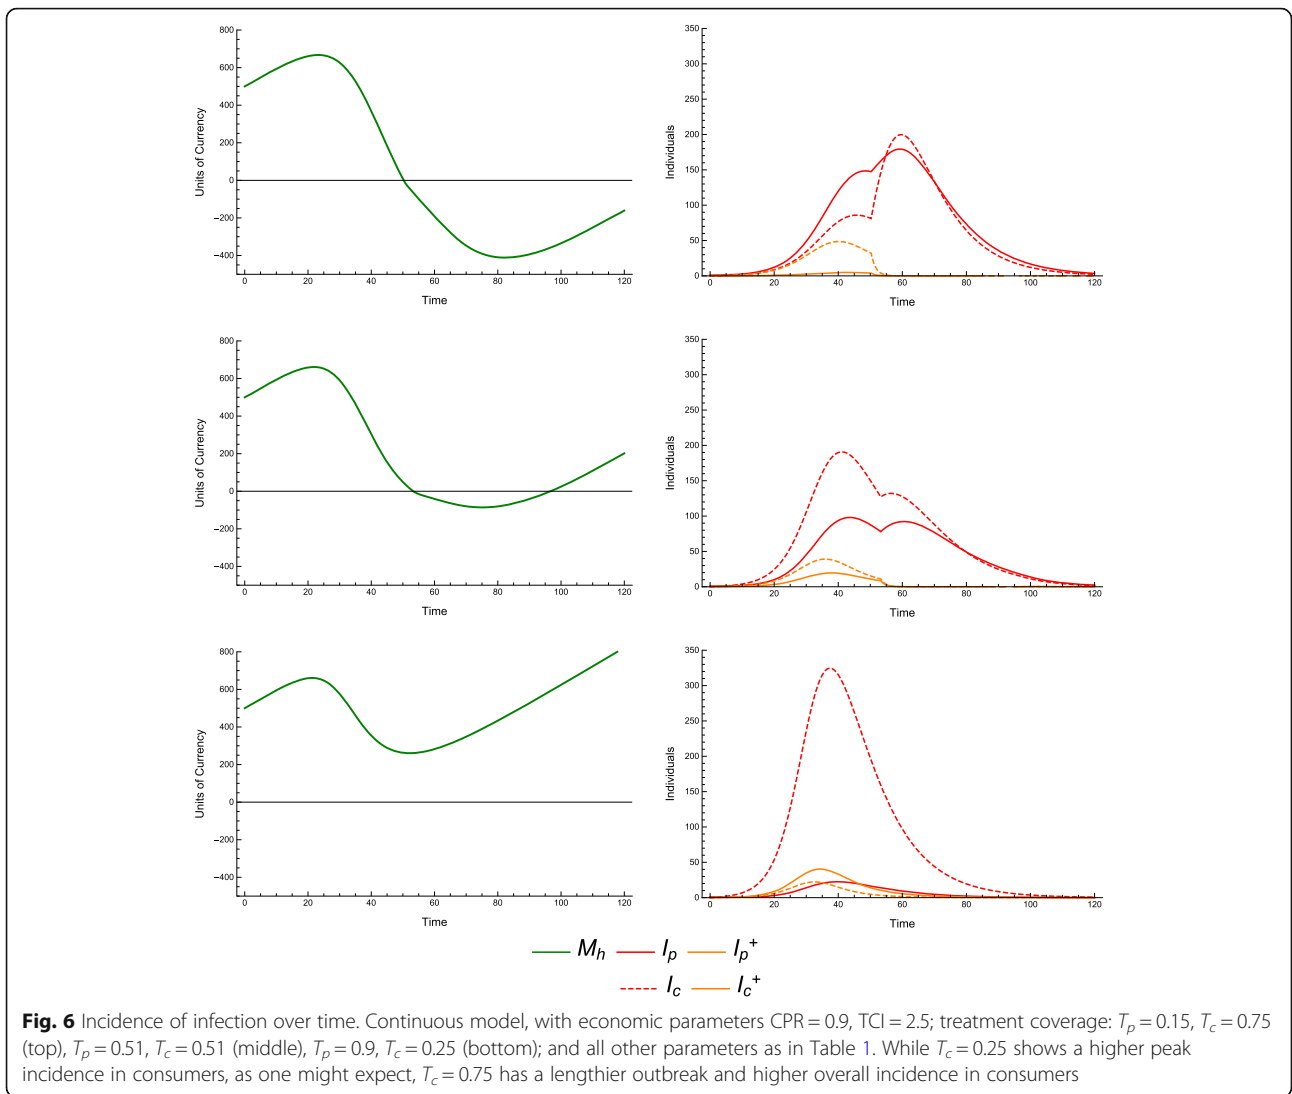 800
600
400
200
0
−200
−400
Units of Currency
0 20 40 60 80 100 120
Time
350
300
250
200
150
100
50
0
Individuals
0 20 40 60 80 100 120
Time
800
600
400
200
0
−200
−400
Units of Currency
0 20 40 60 80 100 120
Time
350
300
250
200
150
100
50
0
Individuals
0 20 40 60 80 100 120
Time
800
600
400
200
0
−200
−400
Units of Currency
0 20 40 60 80 100 120
Time
350
300
250
200
150
100
50
0
Individuals
0 20 40 60 80 100 120
Time
Mh Ip Ip+
Ic Ic+
Fig. 6 Incidence of infection over time. Continuous model, with economic parameters CPR = 0.9, TCI = 2.5; treatment coverage: Tp = 0.15, Tc = 0.75
(top), Tp = 0.51, Tc = 0.51 (middle), Tp = 0.9, Tc = 0.25 (bottom); and all other parameters as in Table 1. While Tc = 0.25 shows a higher peak
incidence in consumers, as one might expect, Tc = 0.75 has a lengthier outbreak and higher overall incidence in consumers